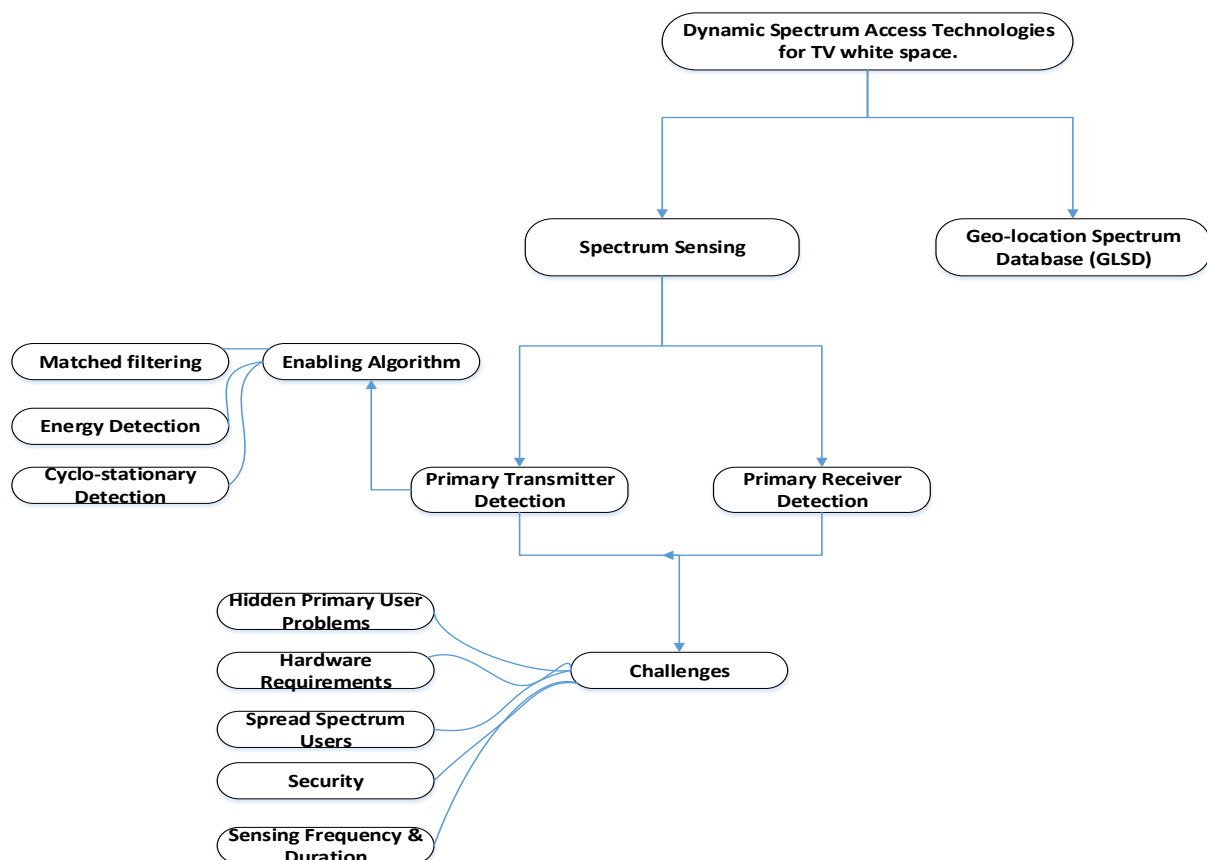 Dynamic Spectrum Access Technologies
for TV white space.
Spectrum Sensing
Geo-location Spectrum
Database (GLSD)
Matched filtering
Enabling Algorithm
Energy Detection
Cyclo-stationary
Detection
Primary Transmitter
Detection
Primary Receiver
Detection
Hidden Primary User
Problems
Hardware
Requirements
Challenges
Spread Spectrum
Users
Security
Sensing Frequency &
Duration